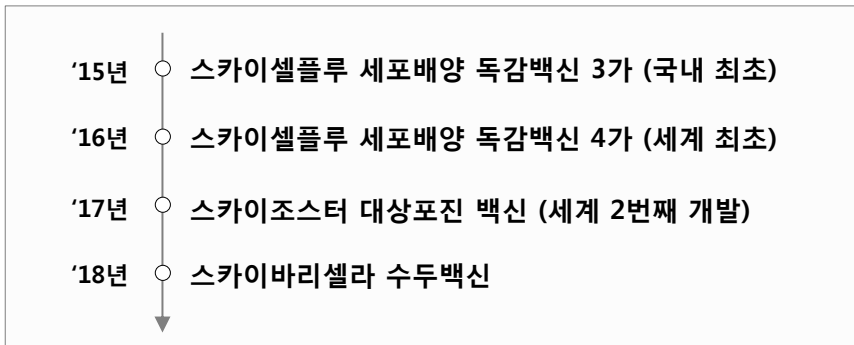 ‘15년 스카이셀플루 세포배양 독감백신 3가 (국내 최초)
‘16년 스카이셀플루 세포배양 독감백신 4가 (세계 최초)
‘17년 스카이조스터 대상포진 백신 (세계 2번째 개발)
‘18년 스카이바리셀라 수두백신